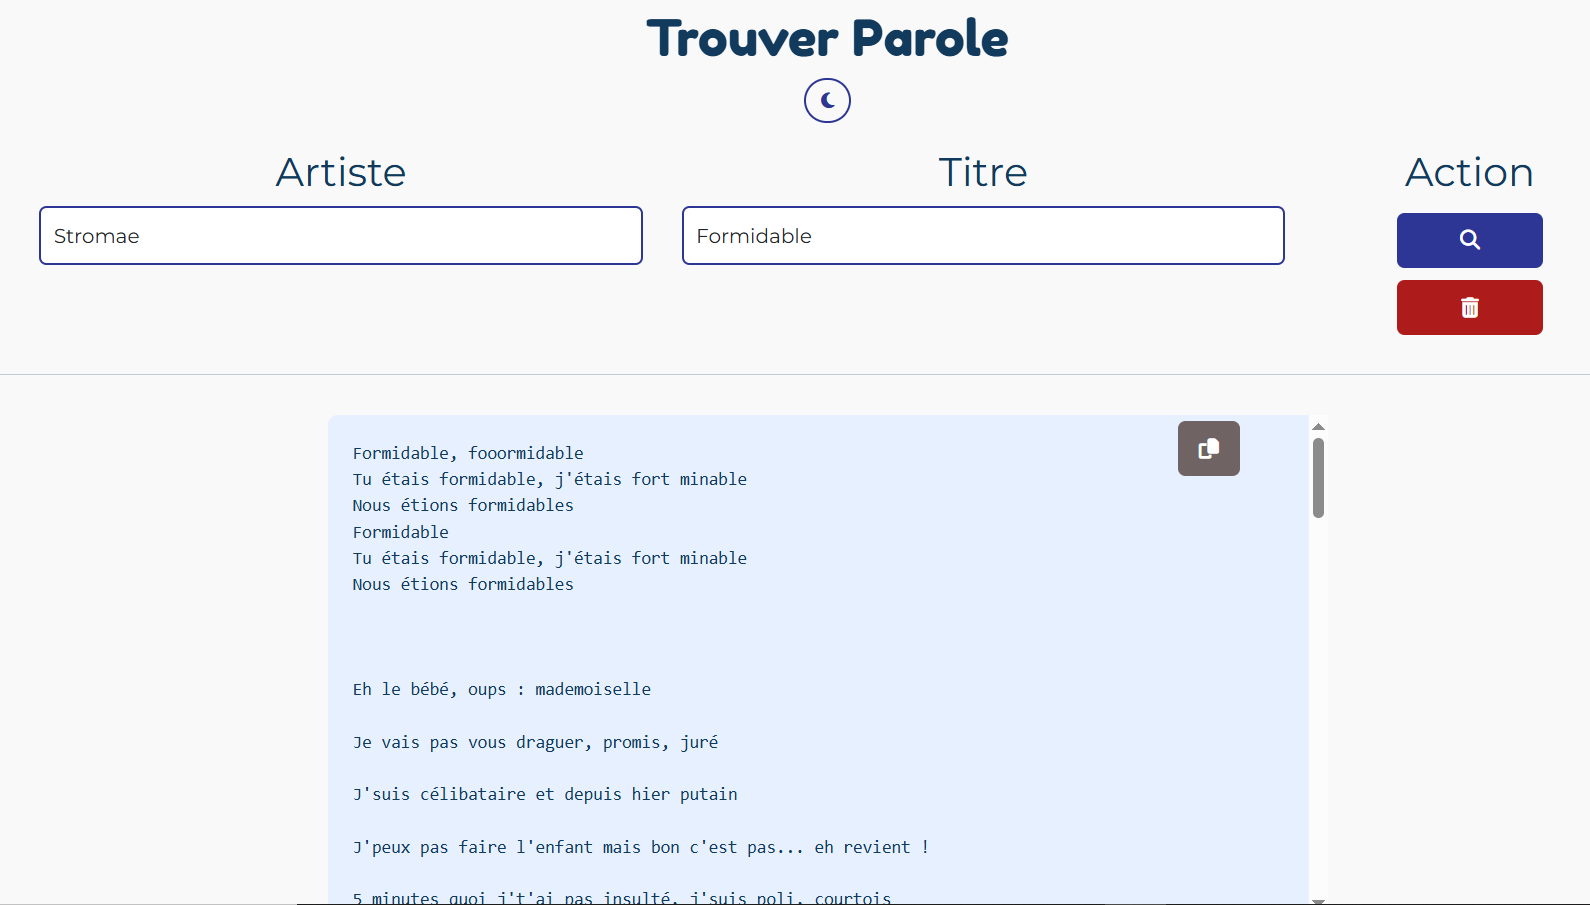 Trouver Parole
Artiste
Titre
Action
Stromae
Formidable
Formidable, fooormidable
Tu étais formidable, j'étais fort minable
Nous étions formidables
Formidable
Tu étais formidable, j'étais fort minable
Nous étions formidables
Eh le bébé, oups : mademoiselle
Je vais pas vous draguer, promis, juré
J'suis célibataire et depuis hier putain
J'peux pas faire l'enfant mais bon c'est pas... eh revient !
5 minutes quoi j't'ai pas insulté, j'suis poli, courtois